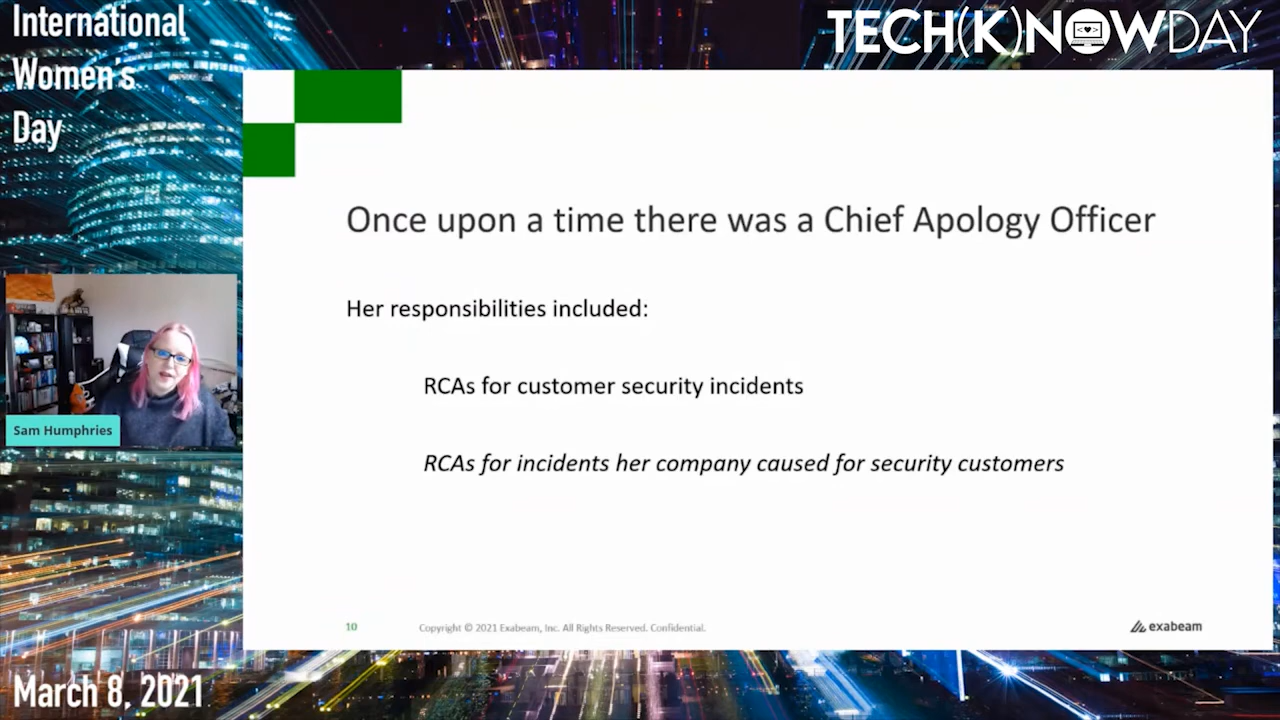 International
Women's
Day
TECH(K)NOWDAY
Once upon a time there was a Chief Apology Officer
Her responsibilities included:
RCAs for customer security incidents
RCAs for incidents her company caused for security customers
Sam Humphries
10
Copyright © 2021 Exabeam, Inc. All Rights Reserved. Confidential.
exabeam
March 8, 2021